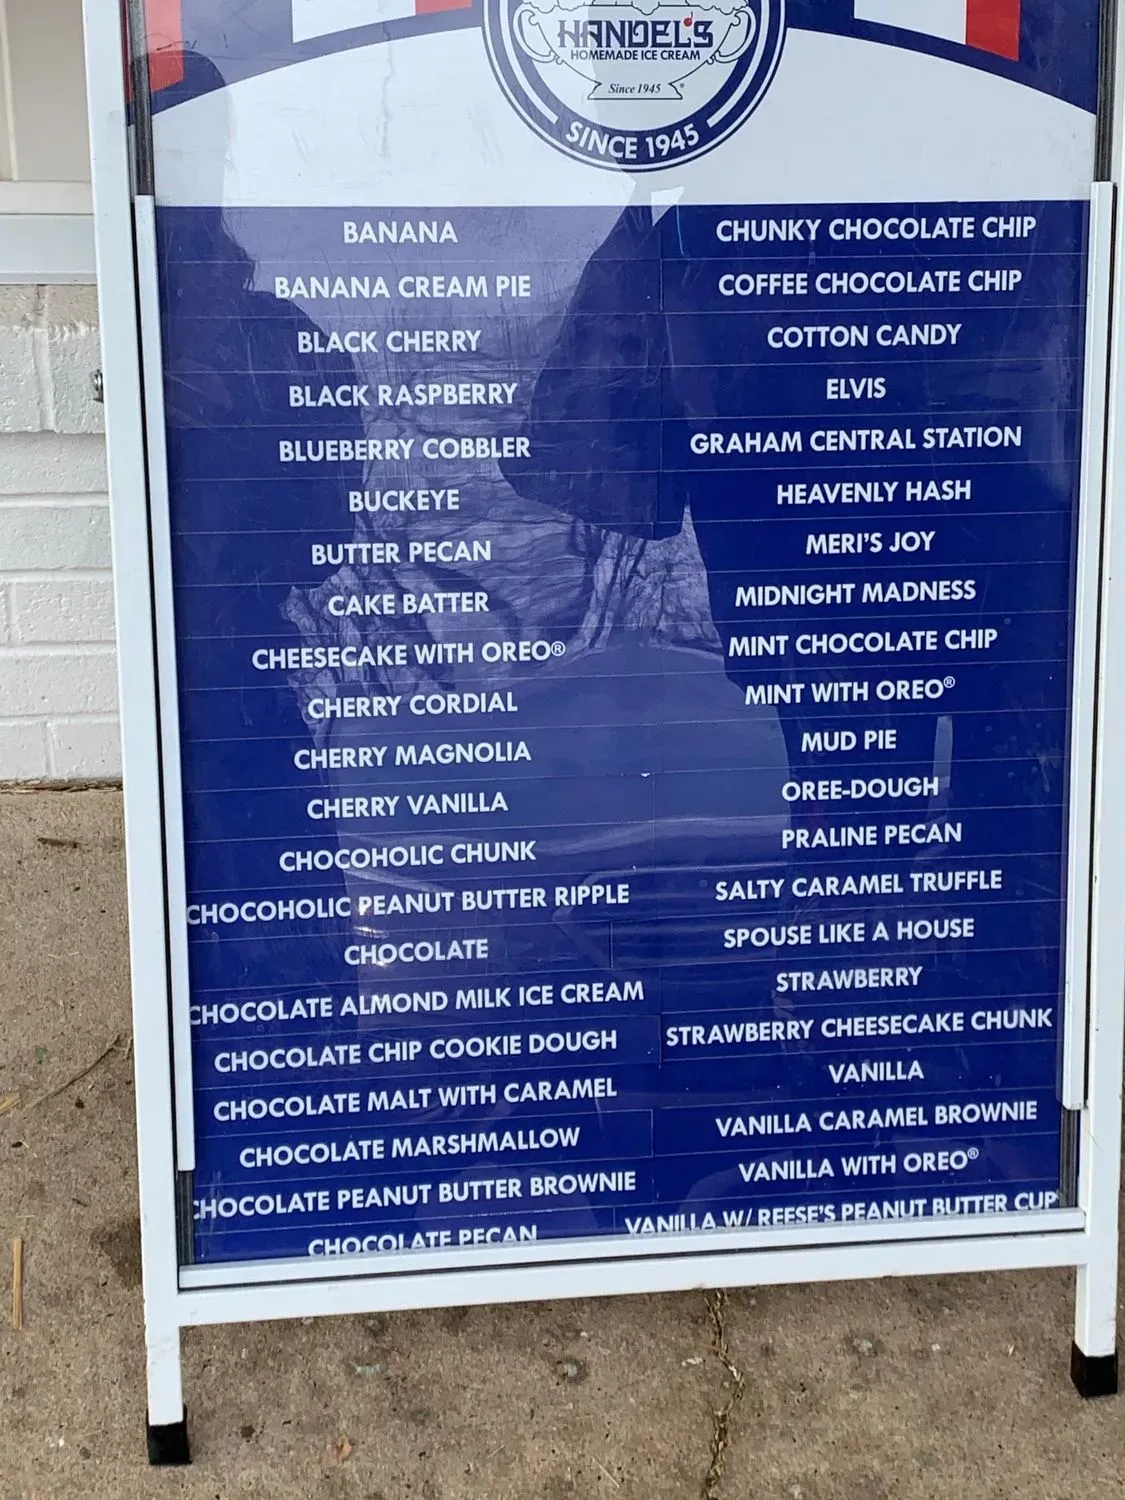 HANDEL'S
HOMEMADE ICE CREAM
Since 1945
SINCE 1945
BANANA
BANANA CREAM PIE
BLACK CHERRY
BLACK RASPBERRY
BLUEBERRY COBBLER
BUCKEYE
BUTTER PECAN
CAKE BATTER
CHEESECAKE WITH OREO®
CHERRY CORDIAL
CHERRY MAGNOLIA
CHERRY VANILLA
CHOCOHOLIC CHUNK
CHOCOHOLIC PEANUT BUTTER RIPPLE
CHOCOLATE
CHOCOLATE ALMOND MILK ICE CREAM
CHOCOLATE CHIP COOKIE DOUGH
CHOCOLATE MALT WITH CARAMEL
CHOCOLATE MARSHMALLOW
CHOCOLATE PEANUT BUTTER BROWNIE
CHOCOLATE PECAN
CHUNKY CHOCOLATE CHIP
COFFEE CHOCOLATE CHIP
COTTON CANDY
ELVIS
GRAHAM CENTRAL STATION
HEAVENLY HASH
MERI'S JOY
MIDNIGHT MADNESS
MINT CHOCOLATE CHIP
MINT WITH OREO®
MUD PIE
OREE-DOUGH
PRALINE PECAN
SALTY CARAMEL TRUFFLE
SPOUSE LIKE A HOUSE
STRAWBERRY
STRAWBERRY CHEESECAKE CHUNK
VANILLA
VANILLA CARAMEL BROWNIE
VANILLA WITH OREO®
VANILLA W/ REESE'S PEANUT BUTTER CUP